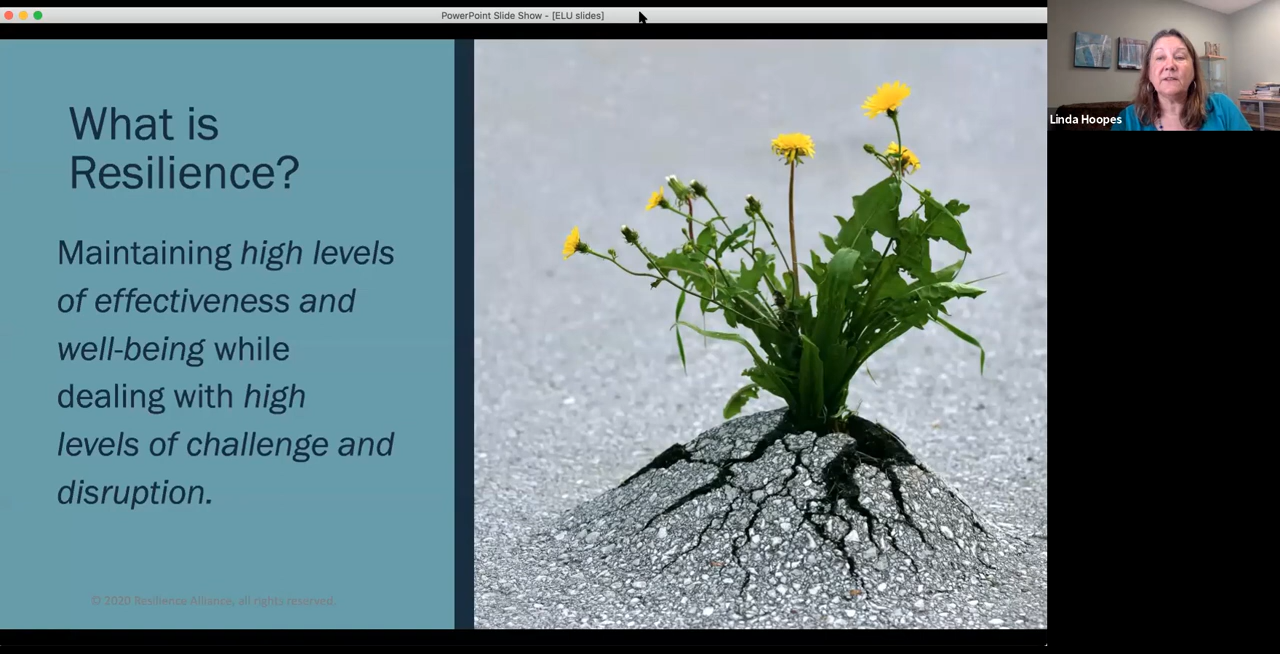 PowerPoint Slide Show - [ELU slides]
What is
Resilience?
Maintaining high levels
of effectiveness and
well-being while
dealing with high
levels of challenge and
disruption.
© 2020 Resilience Alliance, all rights reserved.
Linda Hoopes